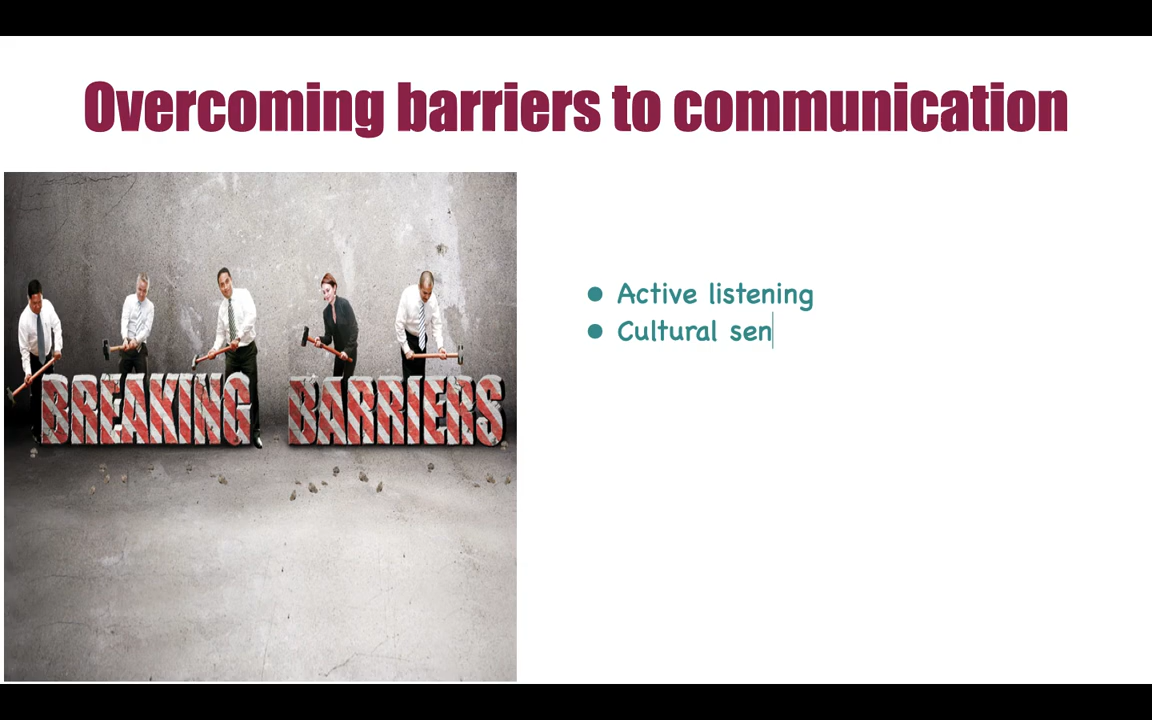 Overcoming barriers to communication
BREAKING BARRIERS
● Active listening
● Cultural sen